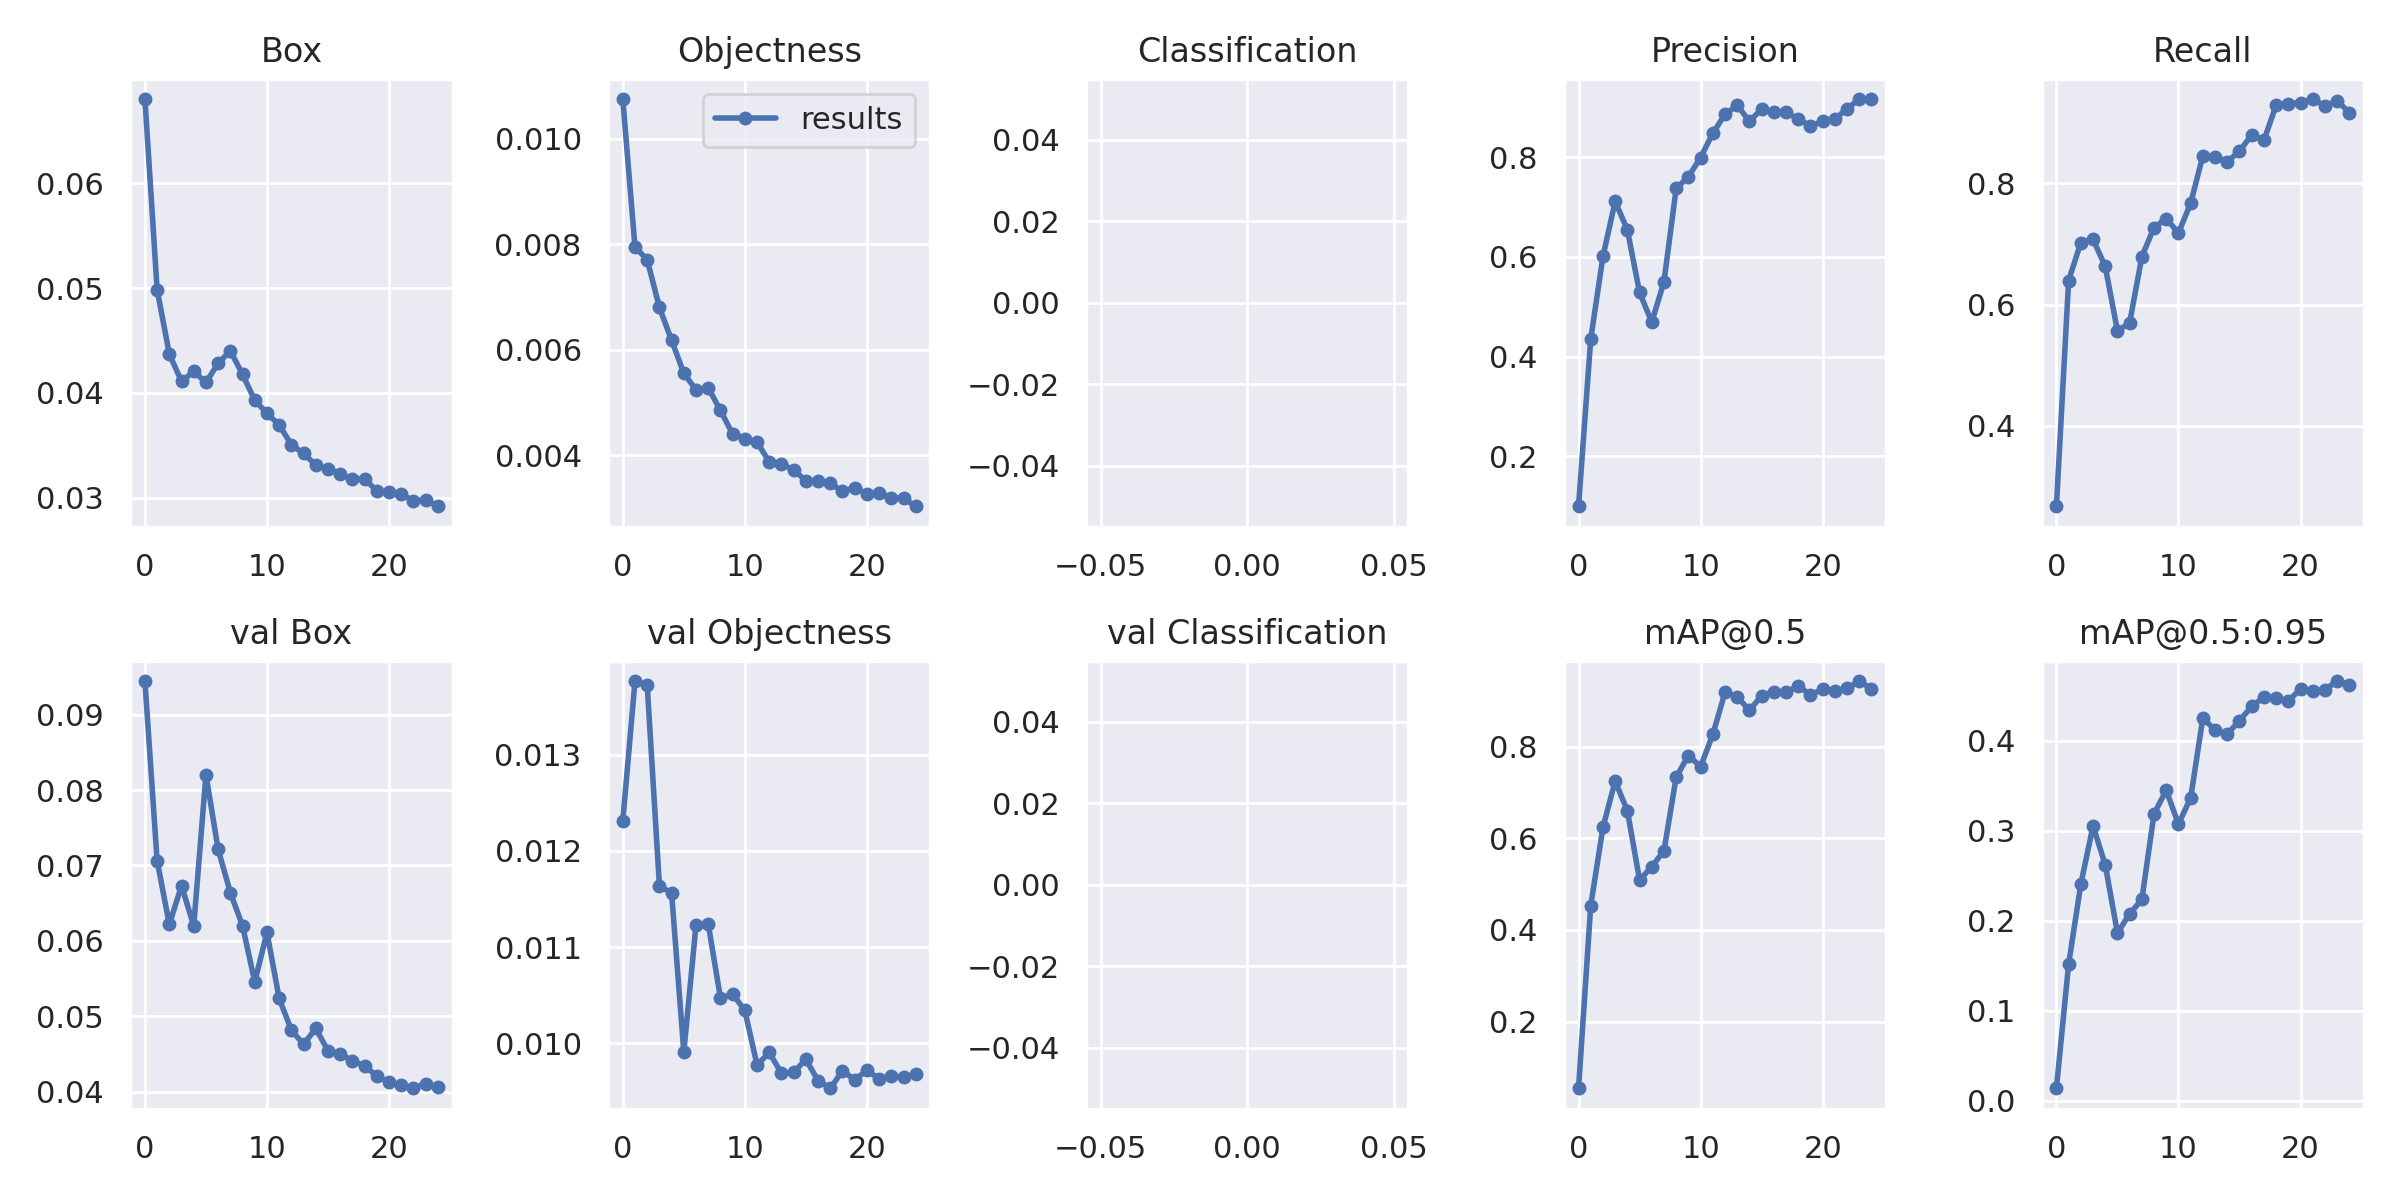 Box
Objectness
Classification
Precision
Recall
0.06
0.05
0.04
0.03
0 10 20
results
0.010
0.008
0.006
0.004
0 10 20
0.04
0.02
0.00
−0.02
−0.04
−0.05 0.00 0.05
0.8
0.6
0.4
0.2
0 10 20
0.8
0.6
0.4
0 10 20
val Box
val Objectness
val Classification
mAP@0.5
mAP@0.5:0.95
0.09
0.08
0.07
0.06
0.05
0.04
0 10 20
0.013
0.012
0.011
0.010
0 10 20
0.04
0.02
0.00
−0.02
−0.04
−0.05 0.00 0.05
0.8
0.6
0.4
0.2
0 10 20
0.4
0.3
0.2
0.1
0.0
0 10 20